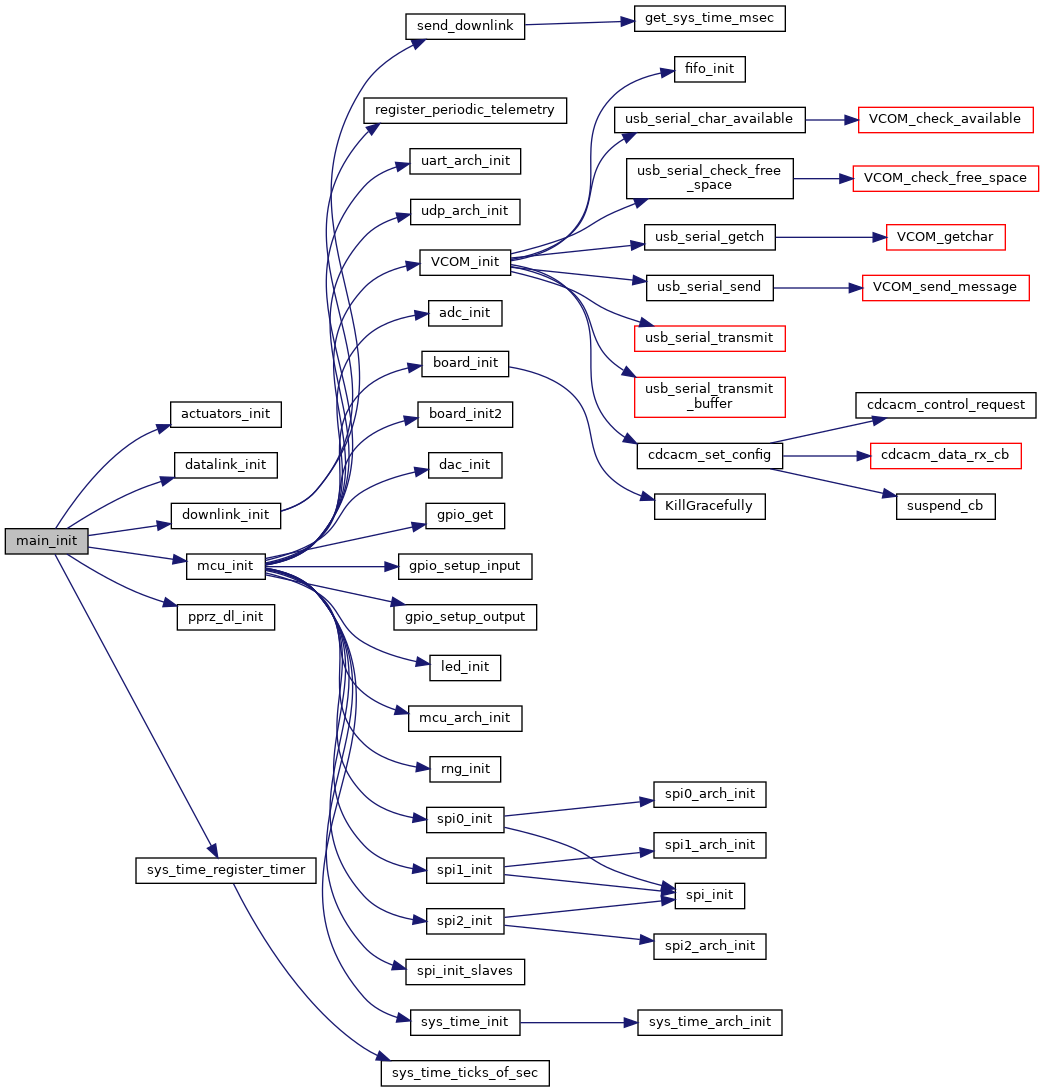 main_init
actuators_init
datalink_init
downlink_init
mcu_init
pprz_dl_init
sys_time_register_timer
send_downlink
register_periodic_telemetry
uart_arch_init
udp_arch_init
VCOM_init
adc_init
board_init
board_init2
dac_init
gpio_get
gpio_setup_input
gpio_setup_output
led_init
mcu_arch_init
rng_init
spi0_init
spi1_init
spi2_init
spi_init_slaves
sys_time_init
sys_time_ticks_of_sec
get_sys_time_msec
fifo_init
usb_serial_char_available
usb_serial_check_free
_space
usb_serial_getch
usb_serial_send
usb_serial_transmit
usb_serial_transmit
_buffer
cdcacm_set_config
KillGracefully
spi0_arch_init
spi1_arch_init
spi_init
spi2_arch_init
sys_time_arch_init
VCOM_check_available
VCOM_check_free_space
VCOM_getchar
VCOM_send_message
cdcacm_control_request
cdcacm_data_rx_cb
suspend_cb